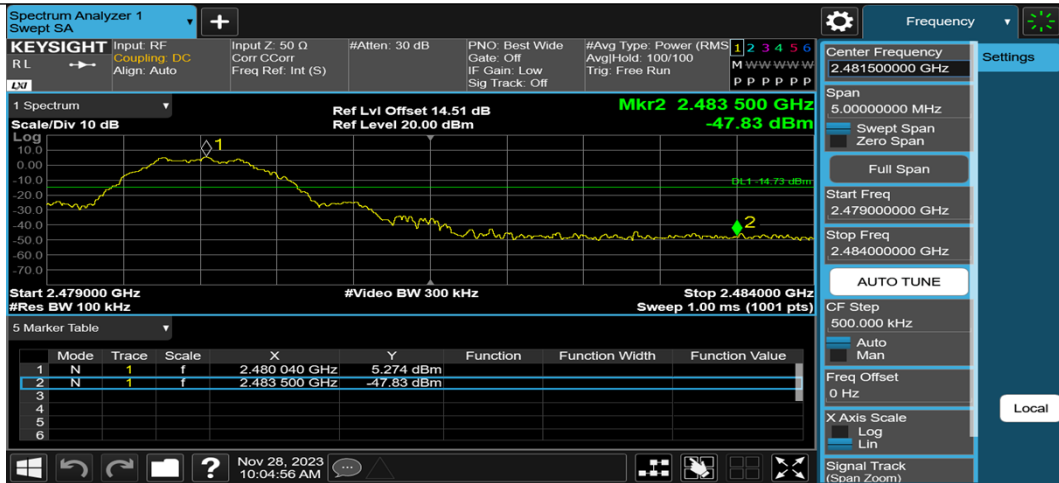 Spectrum Analyzer 1
Swept SA
Frequency
KEYSIGHT
RL
LXI
Input: RF
Coupling: DC
Align: Auto
Input Z: 50 Ω
Corr CCorr
Freq Ref: Int (S)
#Atten: 30 dB
PNO: Best Wide
Gate: Off
IF Gain: Low
Sig Track: Off
#Avg Type: Power (RMS
Avg|Hold: 100/100
Trig: Free Run
1 2 3 4 5 6
M W W W W W
P P P P P P
1 Spectrum
Scale/Div 10 dB
Ref Lvl Offset 14.51 dB
Ref Level 20.00 dBm
Mkr2 2.483 500 GHz
-47.83 dBm
Log
10.0
0.00
-10.0
-20.0
-30.0
-40.0
-50.0
-60.0
-70.0
1
DL1 -14.73 dBm
2
Start 2.479000 GHz
#Res BW 100 kHz
#Video BW 300 kHz
Stop 2.484000 GHz
Sweep 1.00 ms (1001 pts)
5 Marker Table
Mode Trace Scale X Y Function Function Width Function Value
1 N 1 f 2.480 040 GHz 5.274 dBm
2 N 1 f 2.483 500 GHz -47.83 dBm
3
4
5
6
Nov 28, 2023
10:04:56 AM
Center Frequency
2.481500000 GHz
Span
5.00000000 MHz
Swept Span
Zero Span
Full Span
Start Freq
2.479000000 GHz
Stop Freq
2.484000000 GHz
AUTO TUNE
CF Step
500.000 kHz
Auto
Man
Freq Offset
0 Hz
X Axis Scale
Log
Lin
Signal Track
(Span Zoom)
Settings
Local